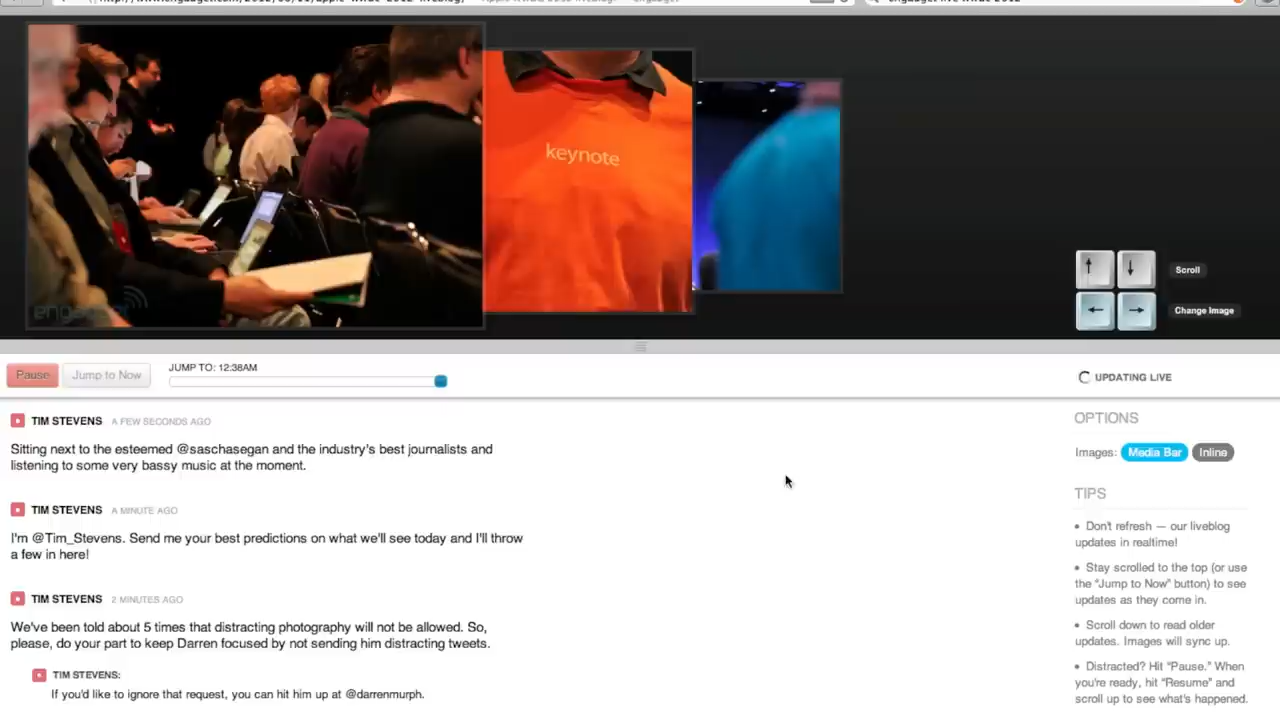 keynote
engadget
Scroll
Change Image
Pause
Jump to Now
JUMP TO: 12:38AM
UPDATING LIVE
TIM STEVENS A FEW SECONDS AGO
Sitting next to the esteemed @saschasegan and the industry's best journalists and
listening to some very bassy music at the moment.
TIM STEVENS A MINUTE AGO
I'm @Tim_Stevens. Send me your best predictions on what we'll see today and I'll throw
a few in here!
TIM STEVENS 2 MINUTES AGO
We've been told about 5 times that distracting photography will not be allowed. So,
please, do your part to keep Darren focused by not sending him distracting tweets.
TIM STEVENS:
If you'd like to ignore that request, you can hit him up at @darrenmurph.
OPTIONS
Images: Media Bar Inline
TIPS
• Don't refresh — our liveblog
updates in realtime!
• Stay scrolled to the top (or use
the "Jump to Now" button) to see
updates as they come in.
• Scroll down to read older
updates. Images will sync up.
• Distracted? Hit "Pause." When
you're ready, hit "Resume" and
scroll up to see what's happened.